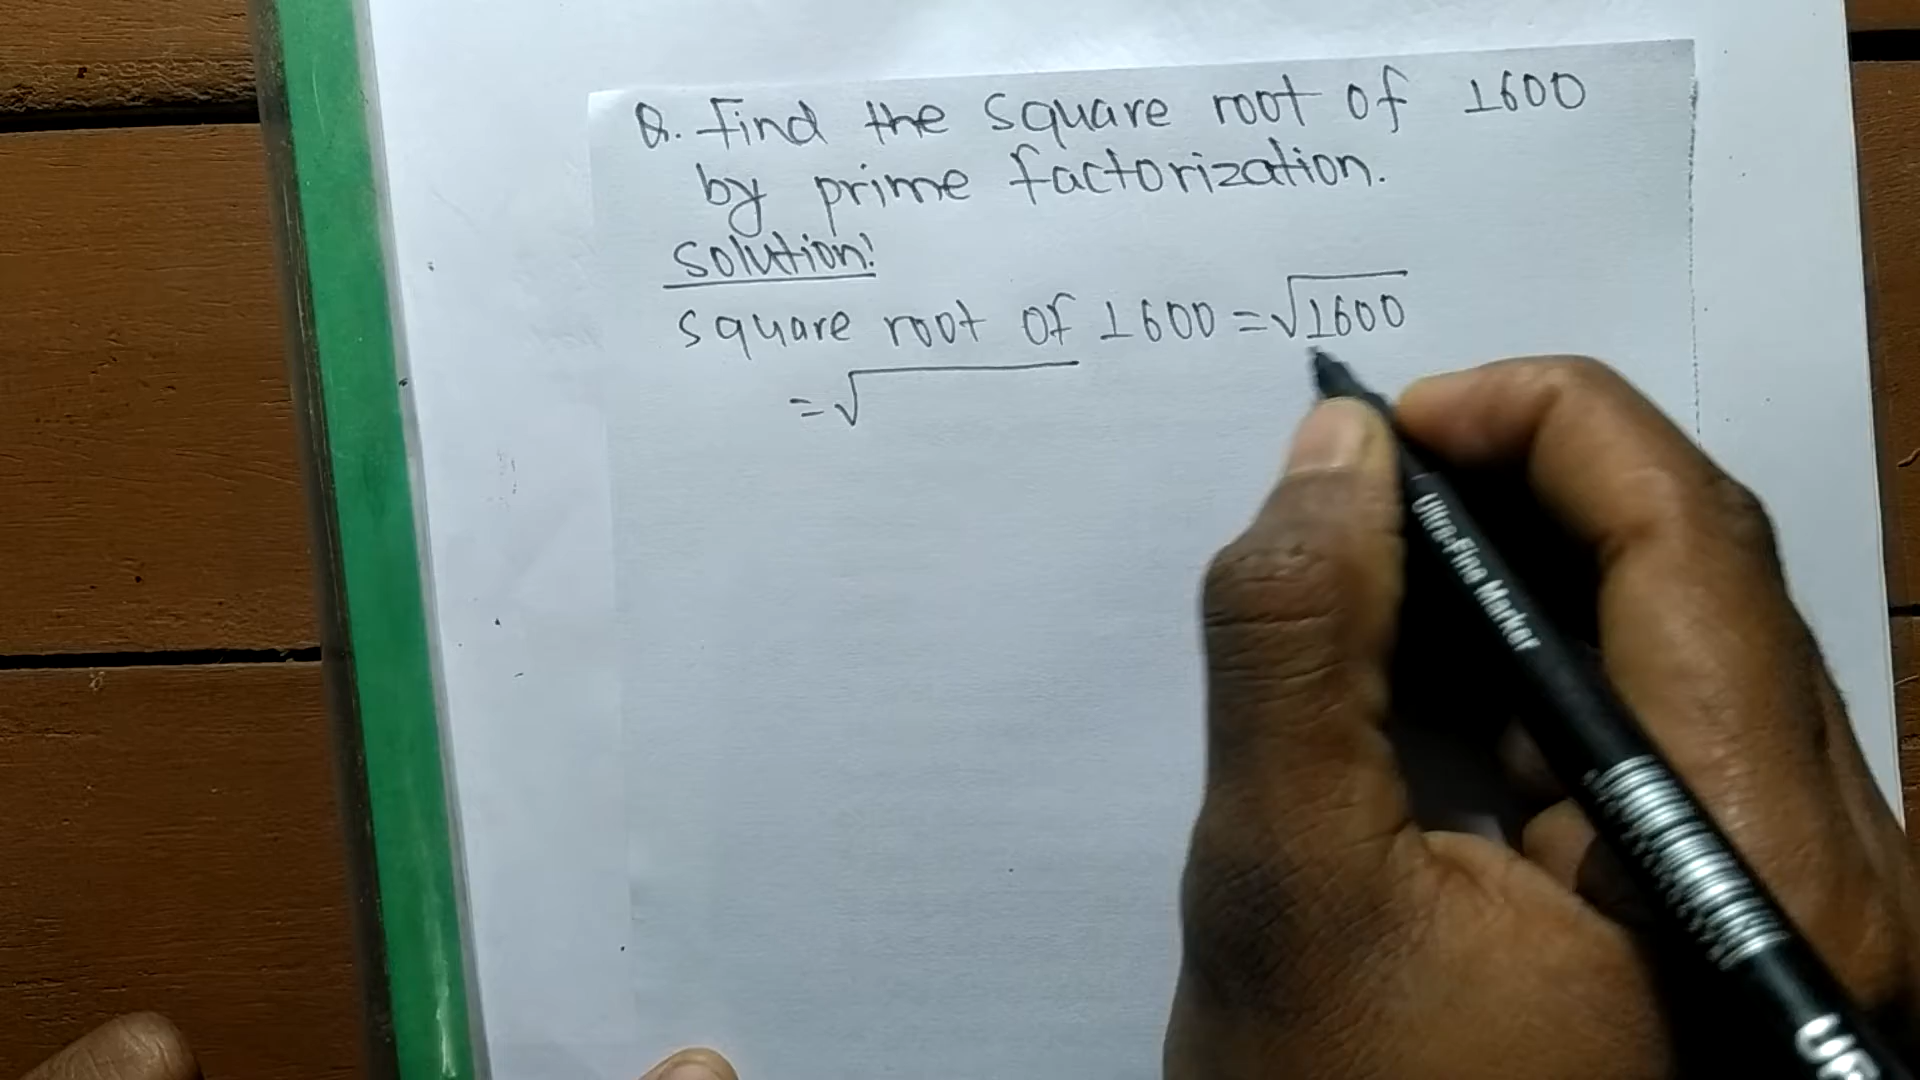 Q. Find the square root of 1600
by prime factorization.
Solution:
square root of 1600 = √1600
= √
Ultra-Fine Marker